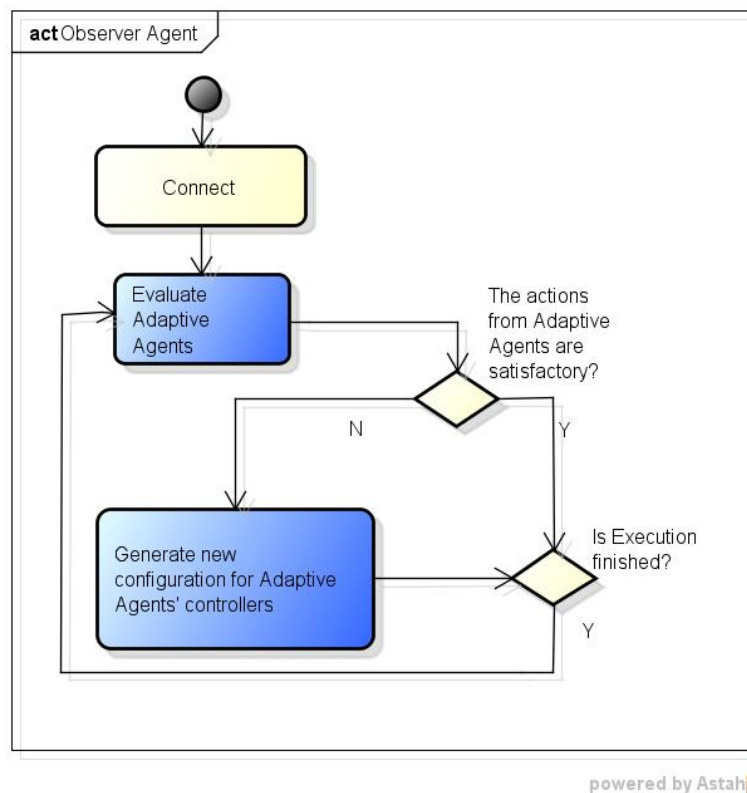 act Observer Agent
Connect
Evaluate
Adaptive
Agents
The actions
from Adaptive
Agents are
satisfactory?
N
Y
Generate new
configuration for Adaptive
Agents' controllers
Is Execution
finished?
Y
powered by Astah